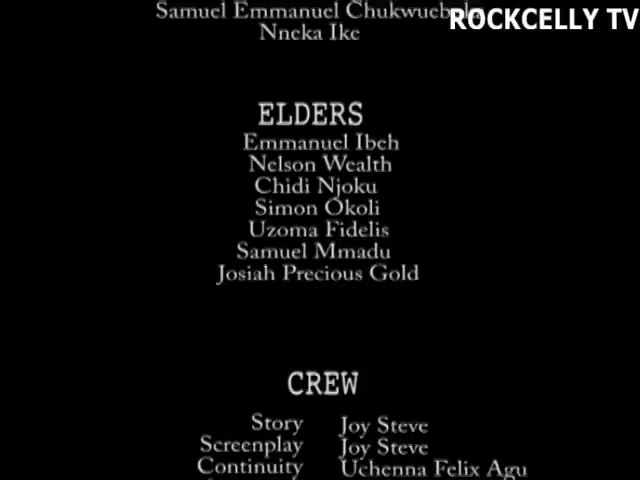 Samuel Emmanuel
ROCKCELLY TV
Nneka Ike
ELDERS
Emmanuel Ibeh
Nelson Wealth
Chidi Njoku
Simon Okoli
Uzoma Fidelis
Samuel Mmadu
Josiah Precious Gold
CREW
Story Joy Steve
Screenplay Joy Steve
Continuity Uchenna Felix Agu